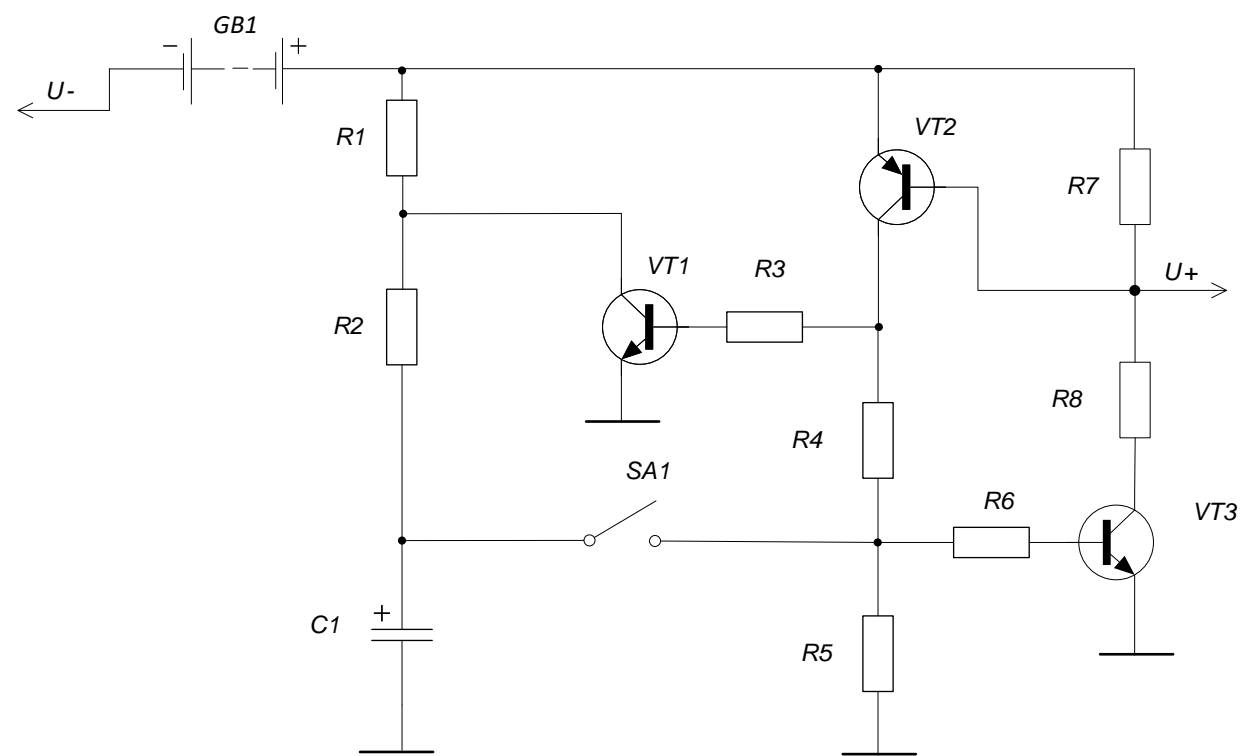 GB1
− +
U-
R1
VT2
R7
VT1
R3
U+
R2
R8
R4
SA1
R6
VT3
+
C1
R5